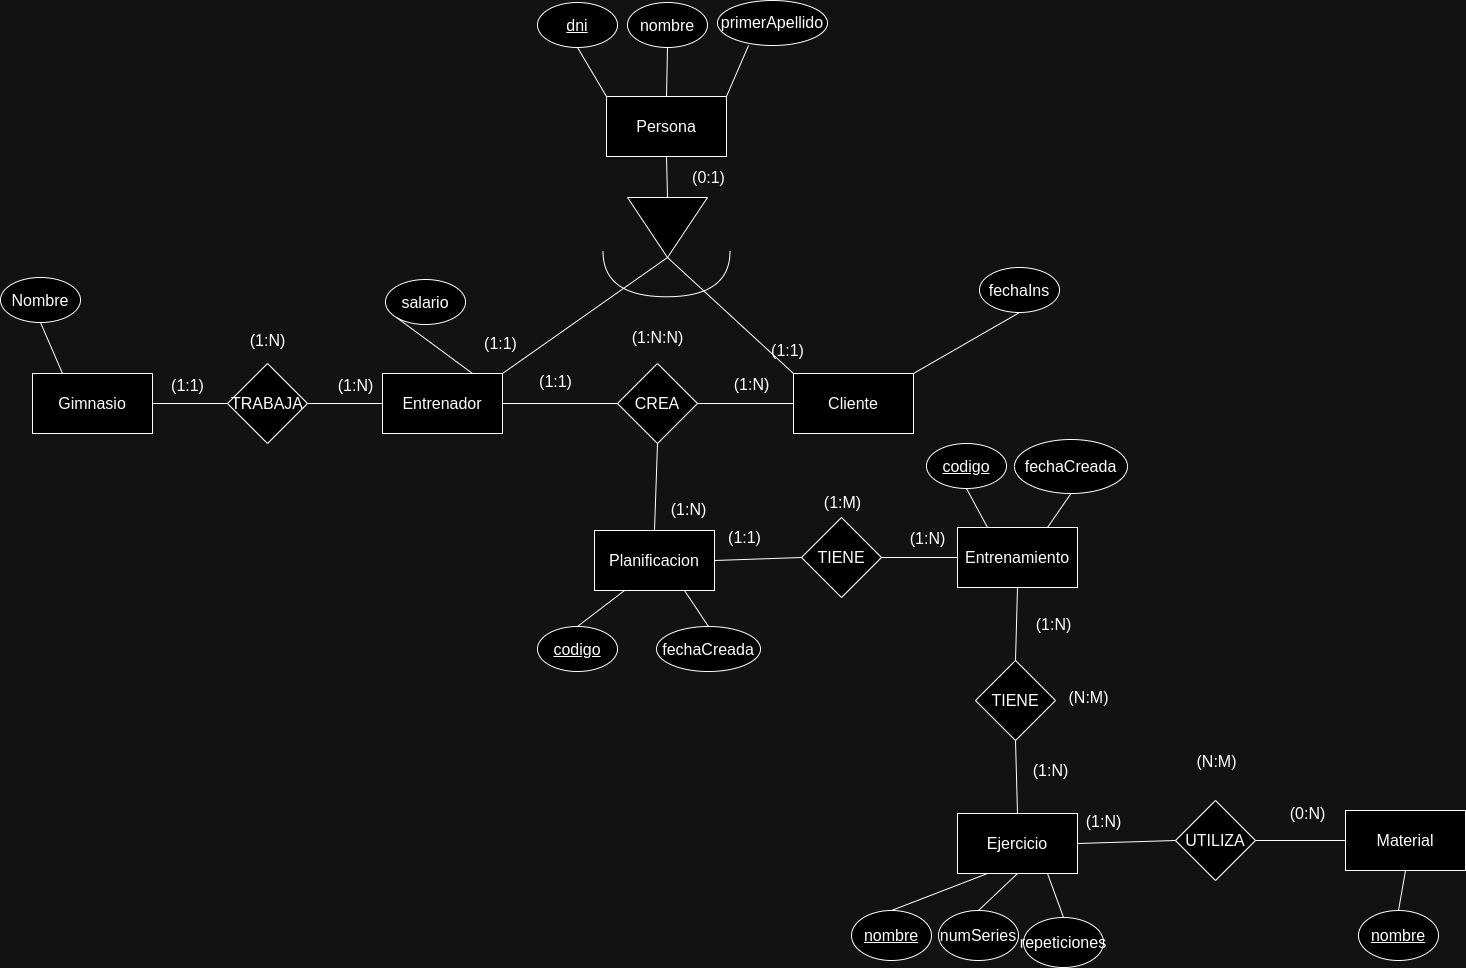 dni
nombre
primerApellido
Persona
(0:1)
Nombre
salario
fechaIns
(1:N)
(1:1)
(1:N:N)
(1:1)
(1:1)
(1:N)
(1:1)
(1:N)
Gimnasio
TRABAJA
Entrenador
CREA
Cliente
codigo
fechaCreada
(1:N)
(1:M)
(1:1)
(1:N)
Planificacion
TIENE
Entrenamiento
codigo
fechaCreada
(1:N)
TIENE
(N:M)
(1:N)
(N:M)
(1:N)
(0:N)
Ejercicio
UTILIZA
Material
nombre
numSeries
repeticiones
nombre